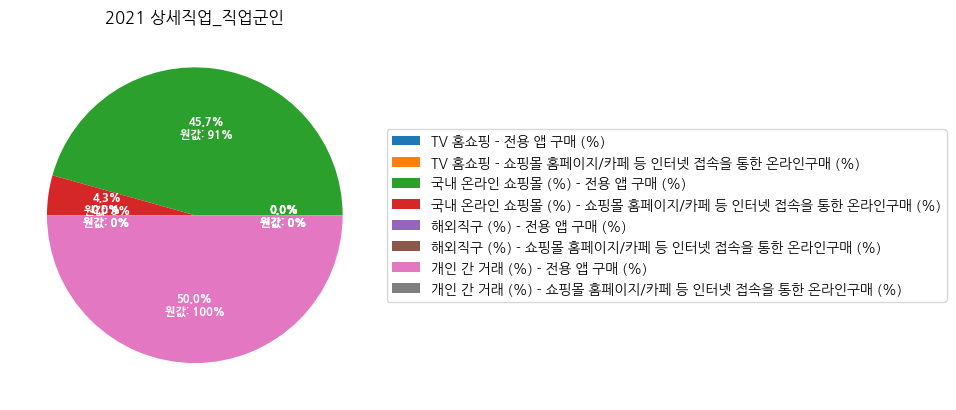 2021 상세직업_직업군인
45.7%
원값: 91%
4.3%
0.0%
원값: 0%
0.0%
원값: 0%
50.0%
원값: 100%
TV 홈쇼핑 - 전용 앱 구매 (%)
TV 홈쇼핑 - 쇼핑몰 홈페이지/카페 등 인터넷 접속을 통한 온라인구매 (%)
국내 온라인 쇼핑몰 (%) - 전용 앱 구매 (%)
국내 온라인 쇼핑몰 (%) - 쇼핑몰 홈페이지/카페 등 인터넷 접속을 통한 온라인구매 (%)
해외직구 (%) - 전용 앱 구매 (%)
해외직구 (%) - 쇼핑몰 홈페이지/카페 등 인터넷 접속을 통한 온라인구매 (%)
개인 간 거래 (%) - 전용 앱 구매 (%)
개인 간 거래 (%) - 쇼핑몰 홈페이지/카페 등 인터넷 접속을 통한 온라인구매 (%)